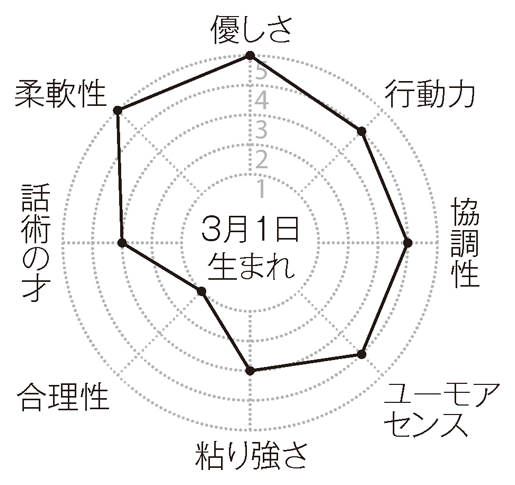 優しさ
行動力
協調性
ユーモア
センス
粘り強さ
合理性
話術の才
柔軟性
5
4
3
2
1
3月1日
生まれ